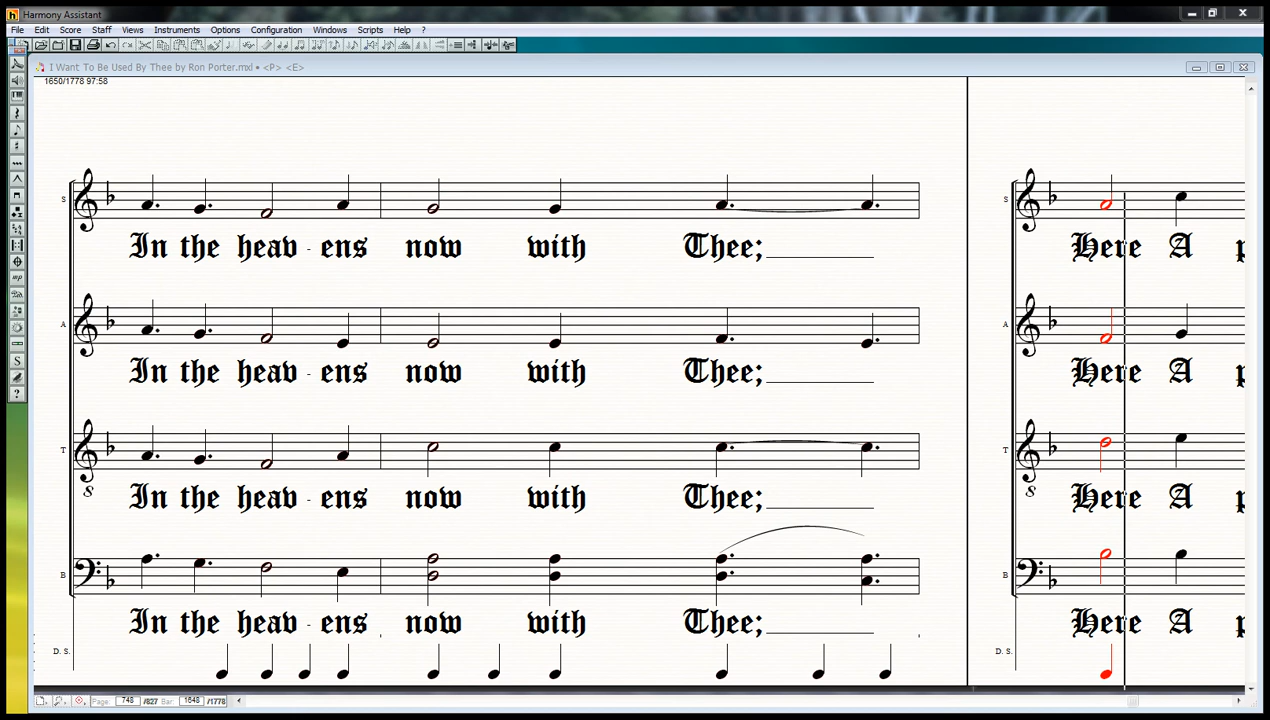 Harmony Assistant
File Edit Score Staff Views Instruments Options Configuration Windows Scripts Help ?
I Want To Be Used By Thee by Ron Porter.mxl • <P> <E>
1650/1778 97:58
S
In the heav - ens now with Thee;
S
Here A
A
In the heav - ens now with Thee;
A
Here A
T
8
In the heav - ens now with Thee;
T
8
Here A
B
In the heav - ens now with Thee;
B
Here A
D. S.
D. S.
Page: 748 /827 Bar: 1648 /1778